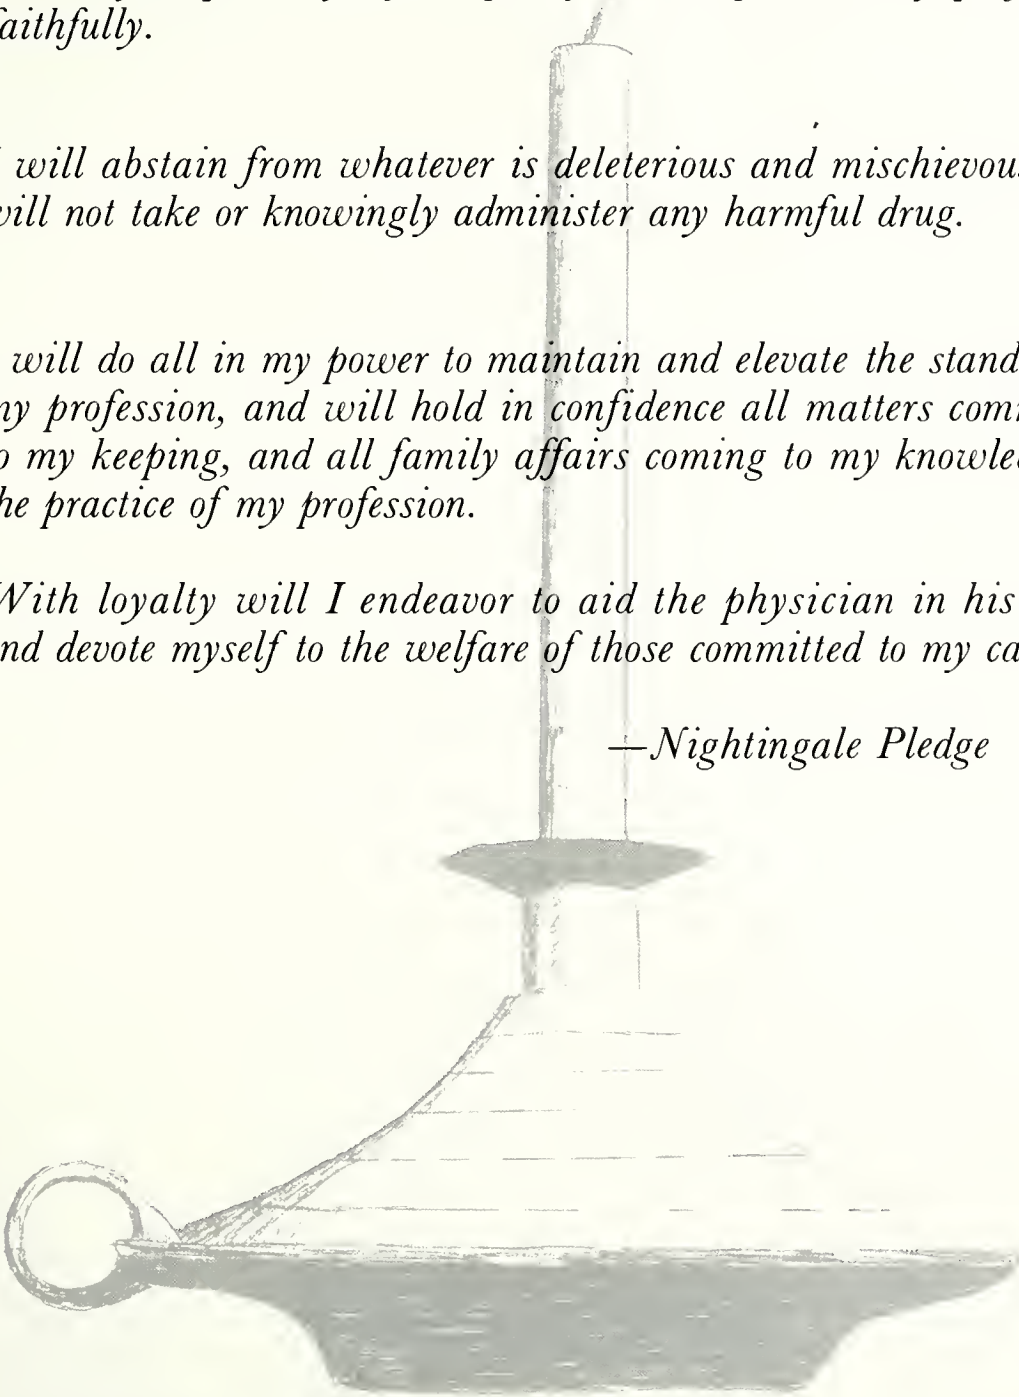 faithfully.
I will abstain from whatever is deleterious and mischievous
will not take or knowingly administer any harmful drug.
will do all in my power to maintain and elevate the stand
my profession, and will hold in confidence all matters com
to my keeping, and all family affairs coming to my knowle
the practice of my profession.
With loyalty will I endeavor to aid the physician in his
and devote myself to the welfare of those committed to my ca
—Nightingale Pledge